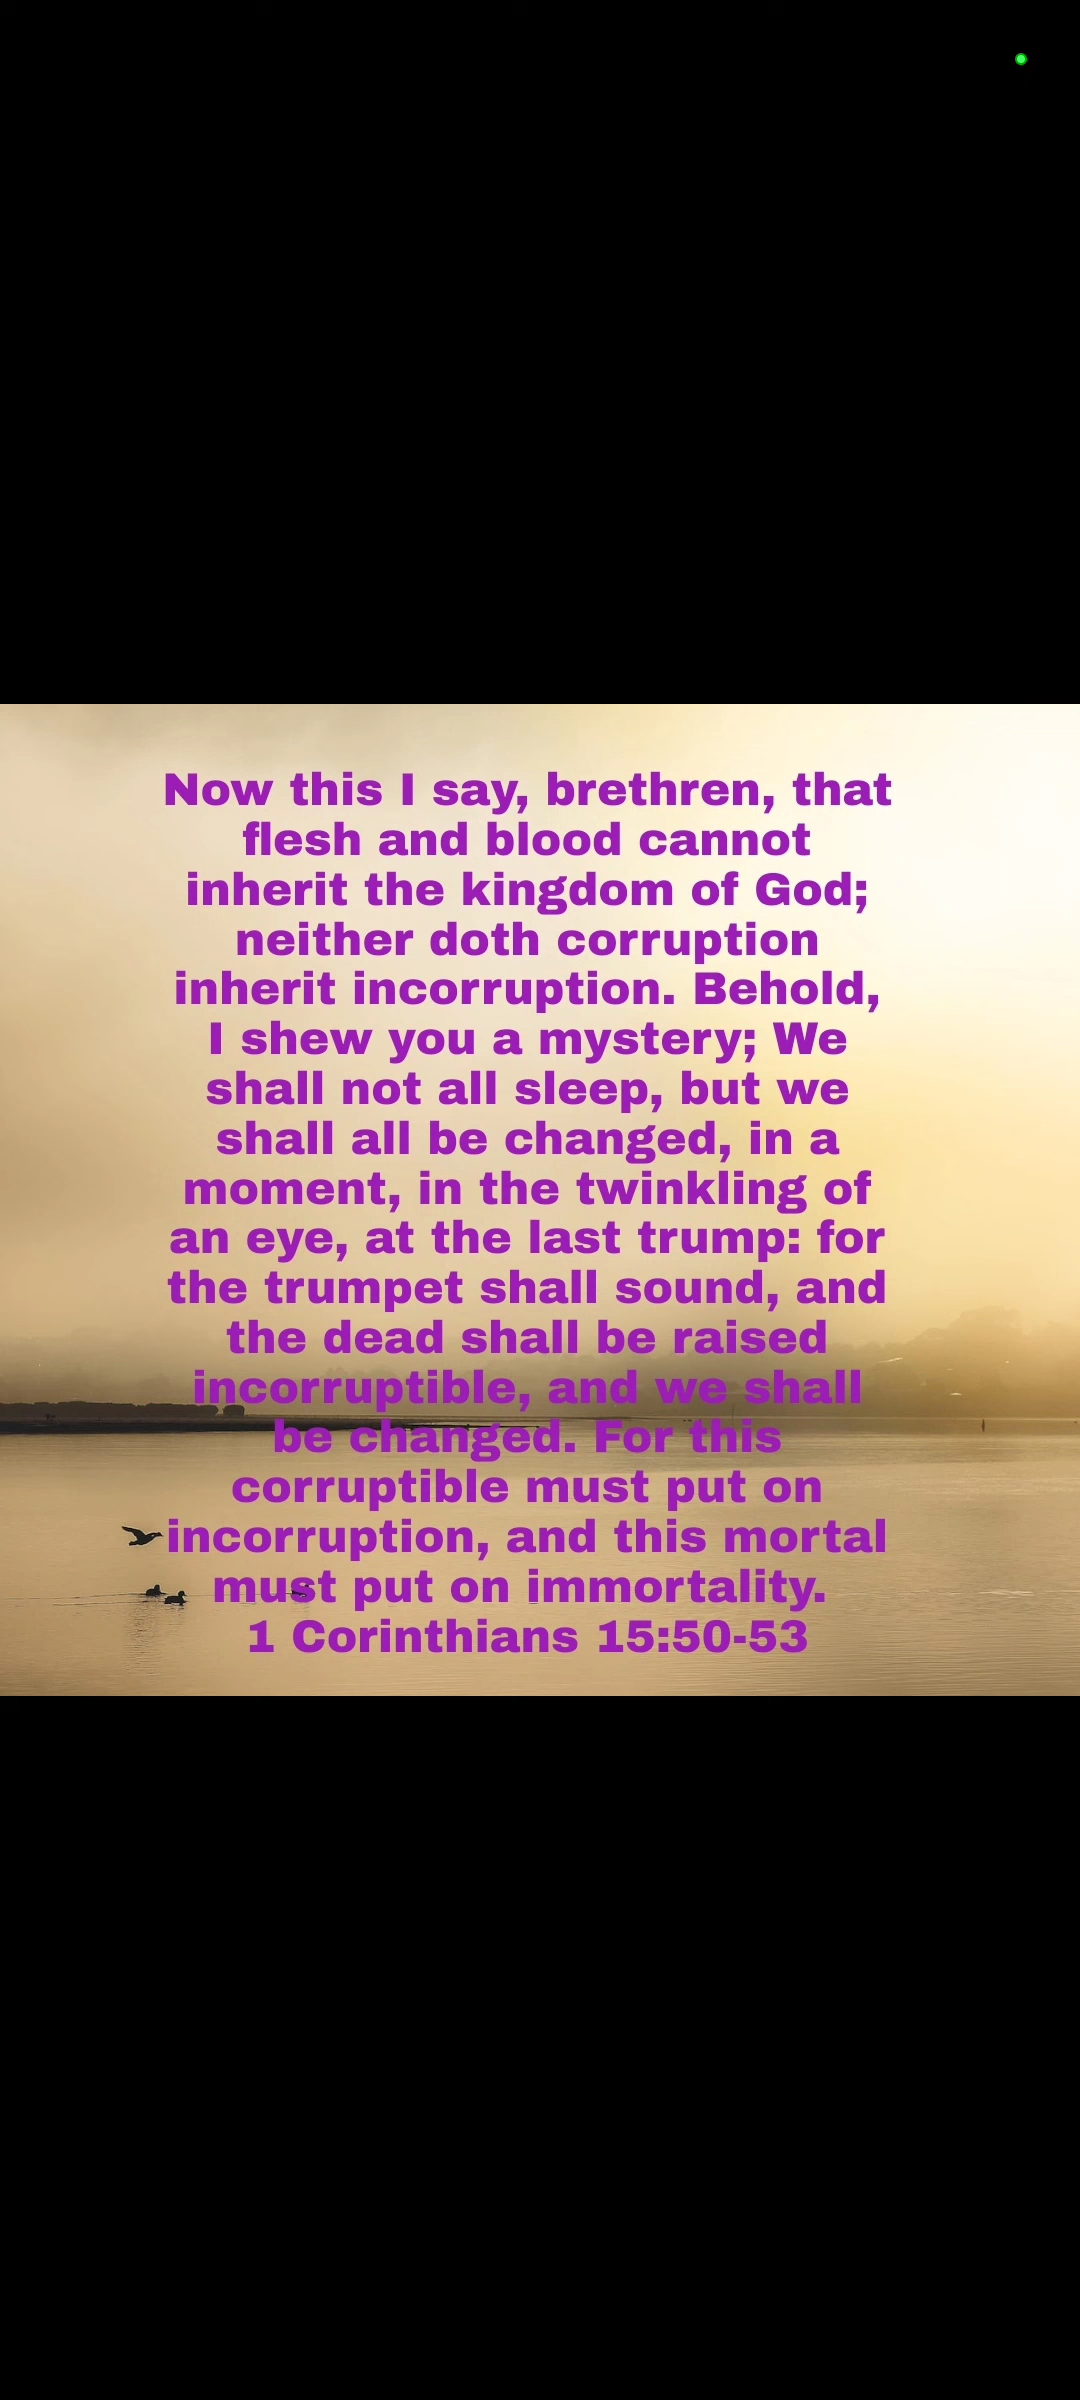 Now this I say, brethren, that
flesh and blood cannot
inherit the kingdom of God;
neither doth corruption
inherit incorruption. Behold,
I shew you a mystery; We
shall not all sleep, but we
shall all be changed, in a
moment, in the twinkling of
an eye, at the last trump: for
the trumpet shall sound, and
the dead shall be raised
incorruptible, and we shall
be changed. For this
corruptible must put on
incorruption, and this mortal
must put on immortality.
1 Corinthians 15:50-53